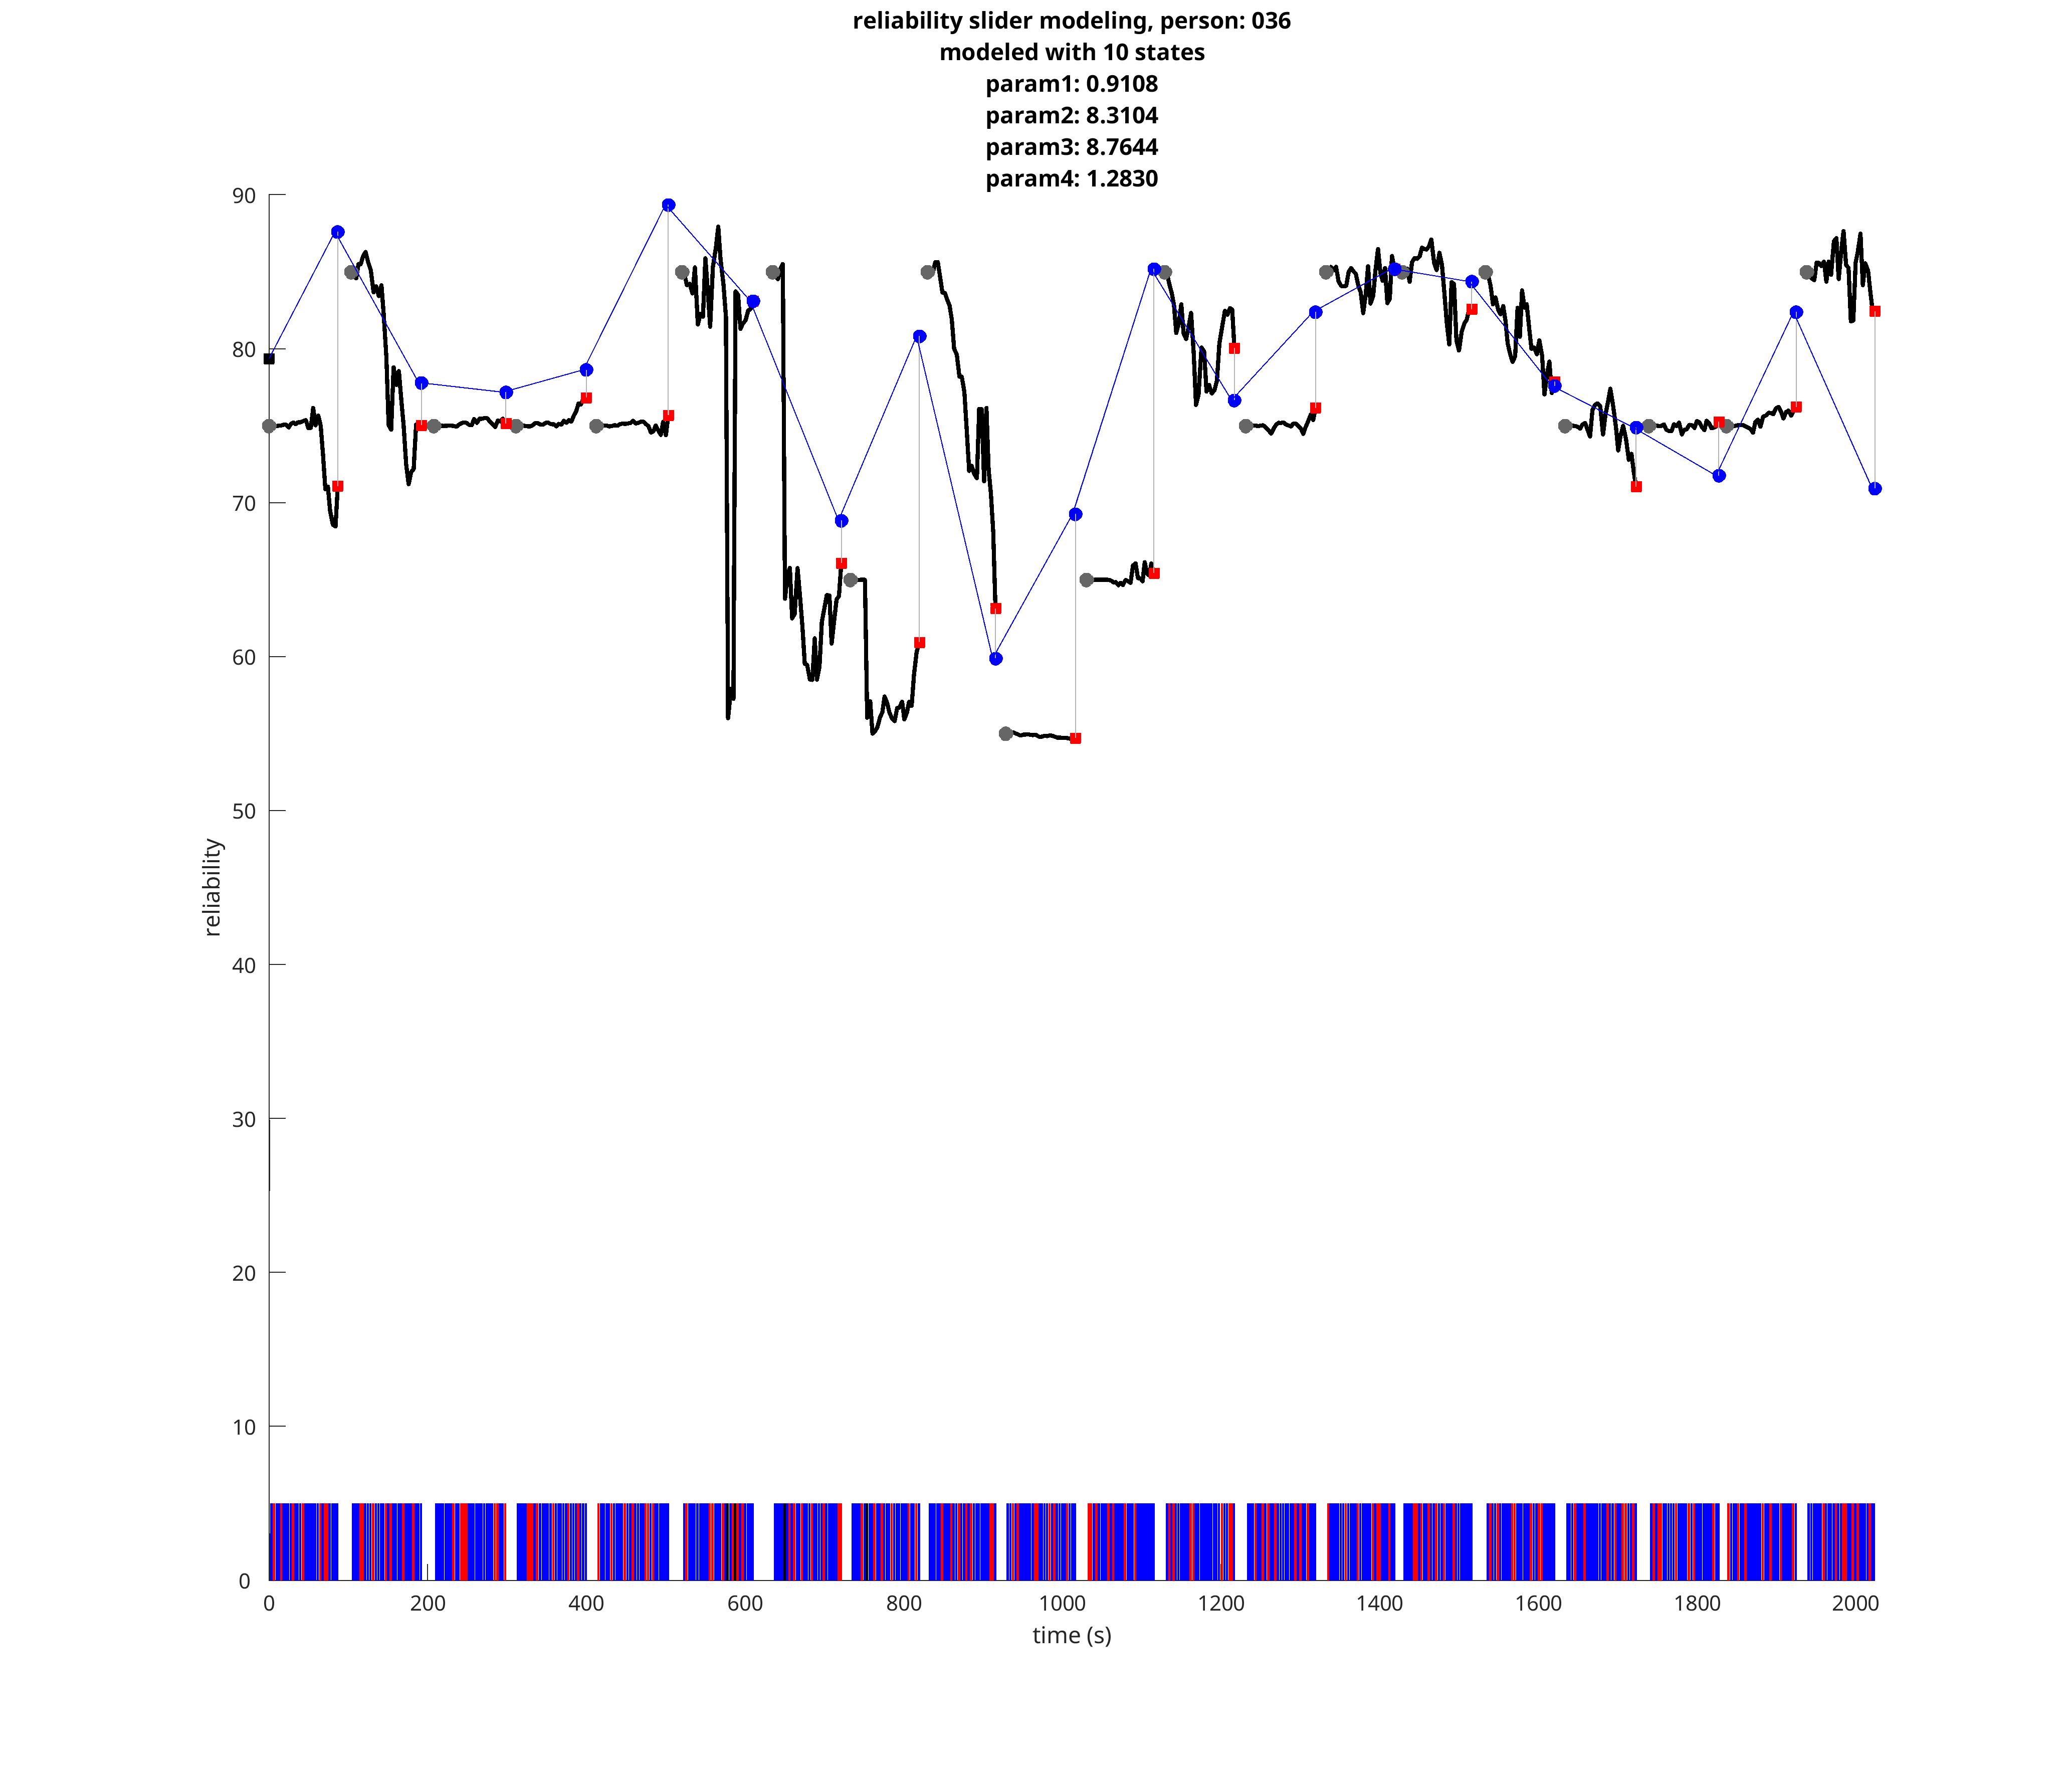 reliability slider modeling, person: 036
modeled with 10 states
param1: 0.9108
param2: 8.3104
param3: 8.7644
param4: 1.2830
90
80
70
60
50
40
30
20
10
0
reliability
0 200 400 600 800 1000 1200 1400 1600 1800 2000
time (s)